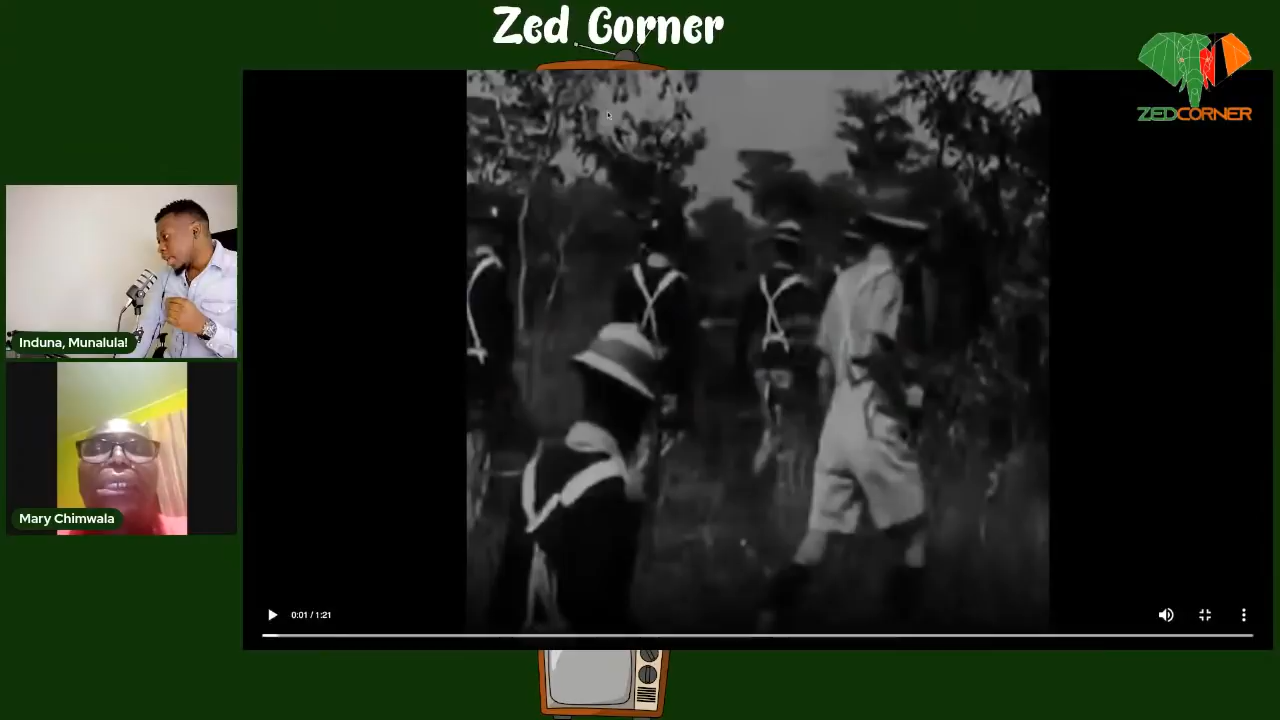 Zed Corner
ZEDCORNER
Induna, Munalula!
Mary Chimwala
0:01 / 1:21